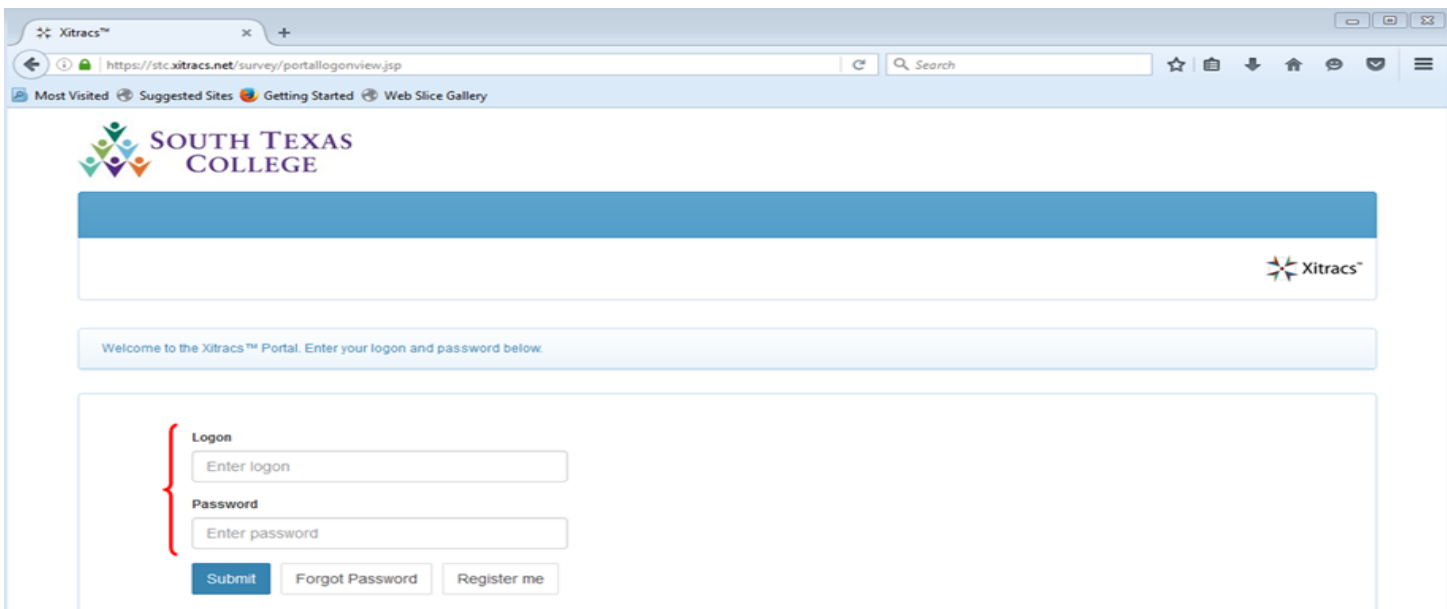 Xitracs™
https://stc.xitracs.net/survey/portallogonview.jsp
Search
Most Visited Suggested Sites Getting Started Web Slice Gallery
SOUTH TEXAS
COLLEGE
Xitracs™
Welcome to the Xitracs™ Portal. Enter your logon and password below.
Logon
Enter logon
Password
Enter password
Submit Forgot Password Register me